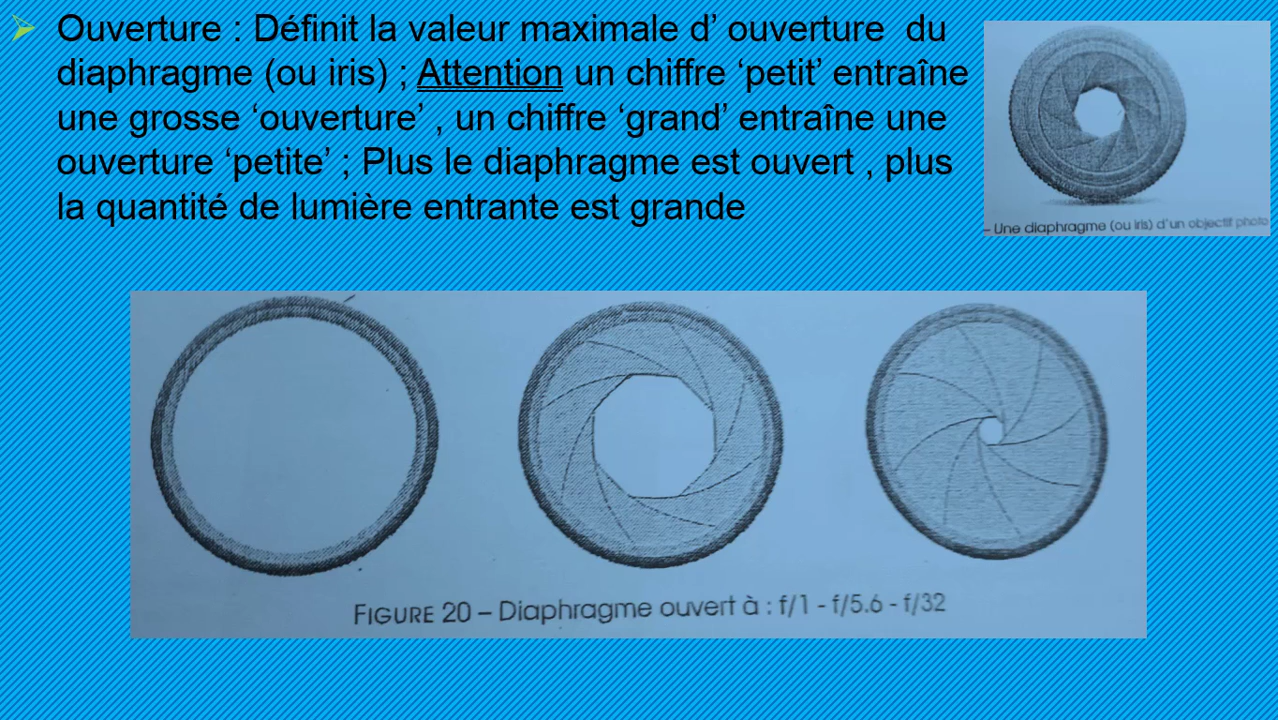 Ouverture : Définit la valeur maximale d’ ouverture du
diaphragme (ou iris) ; Attention un chiffre ‘petit’ entraîne
une grosse ‘ouverture’ , un chiffre ‘grand’ entraîne une
ouverture ‘petite’ ; Plus le diaphragme est ouvert , plus
la quantité de lumière entrante est grande
– Une diaphragme (ou iris) d'un objectif photo
FIGURE 20 – Diaphragme ouvert à : f/1 - f/5.6 - f/32